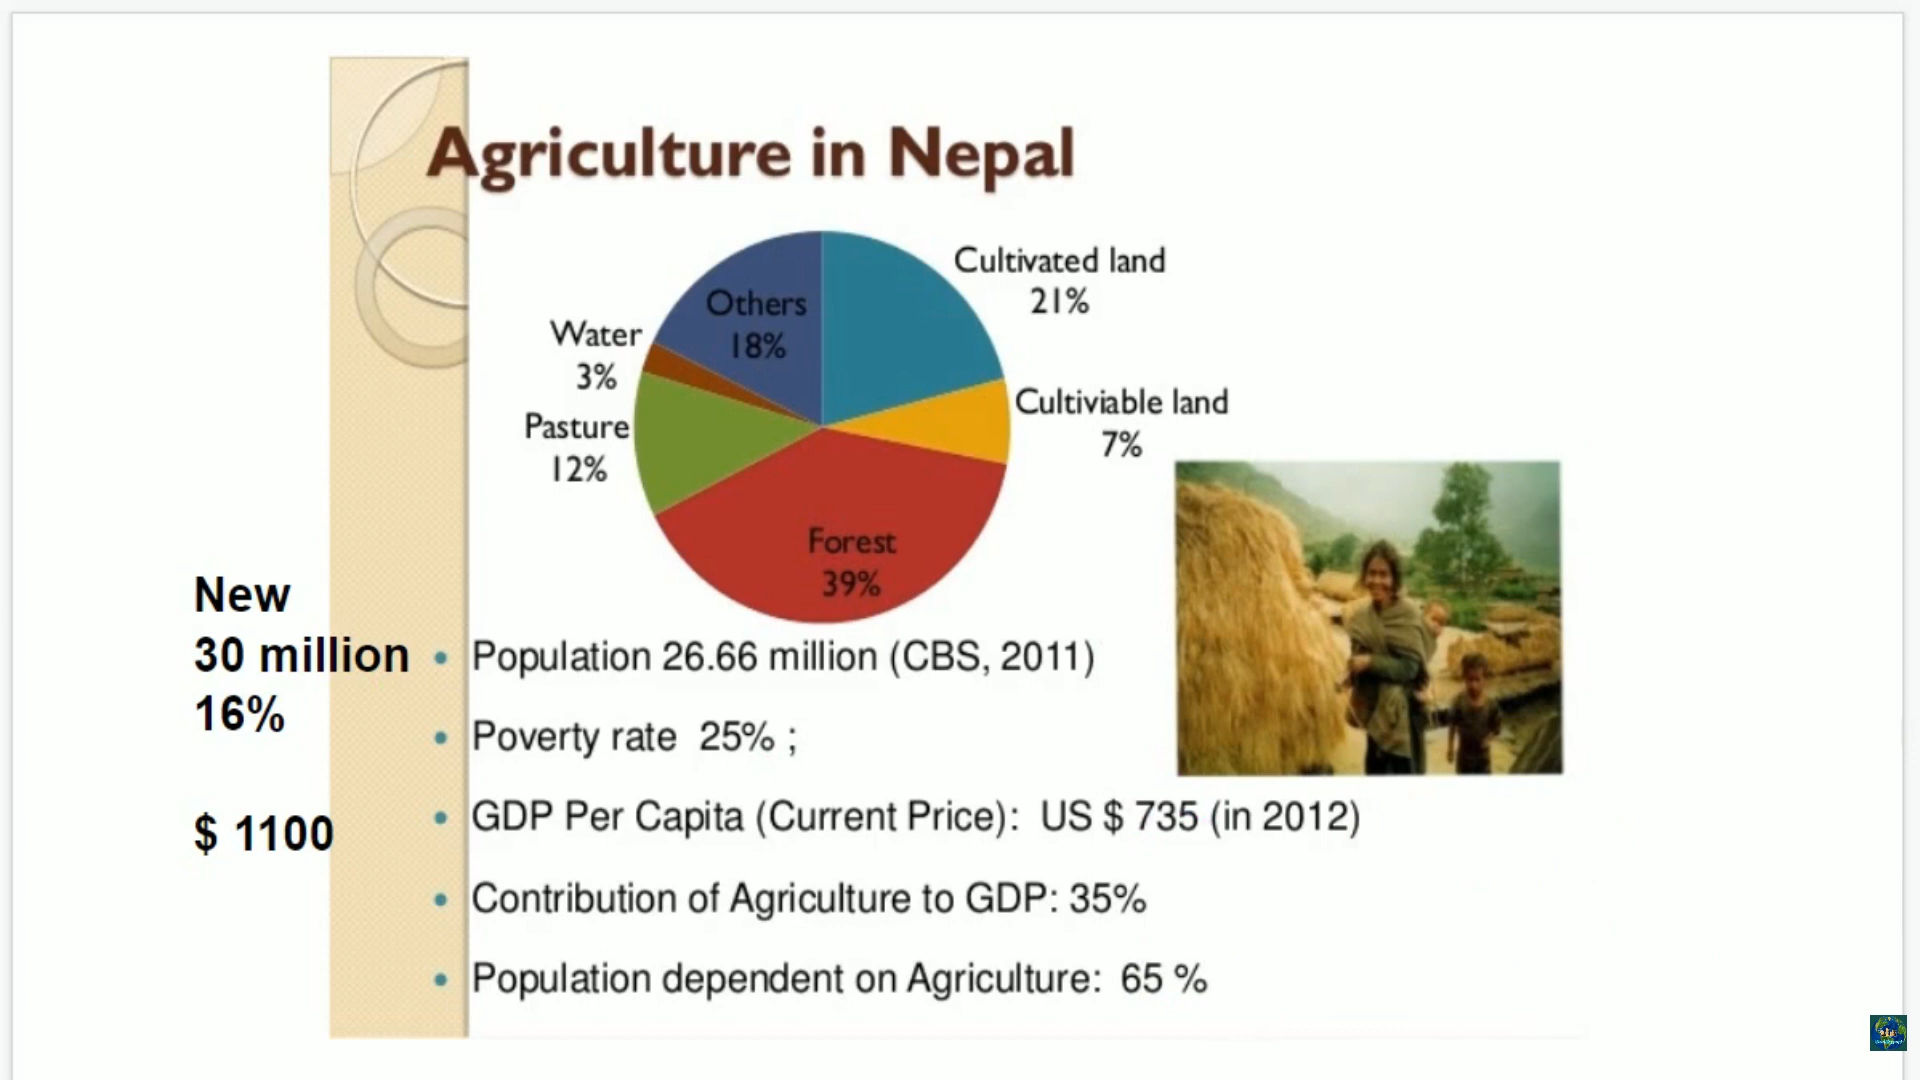 Agriculture in Nepal
Cultivated land
21%
Others
18%
Water
3%
Cultiviable land
7%
Pasture
12%
Forest
39%
New
30 million
16%
$ 1100
• Population 26.66 million (CBS, 2011)
• Poverty rate 25% ;
• GDP Per Capita (Current Price): US $ 735 (in 2012)
• Contribution of Agriculture to GDP: 35%
• Population dependent on Agriculture: 65 %